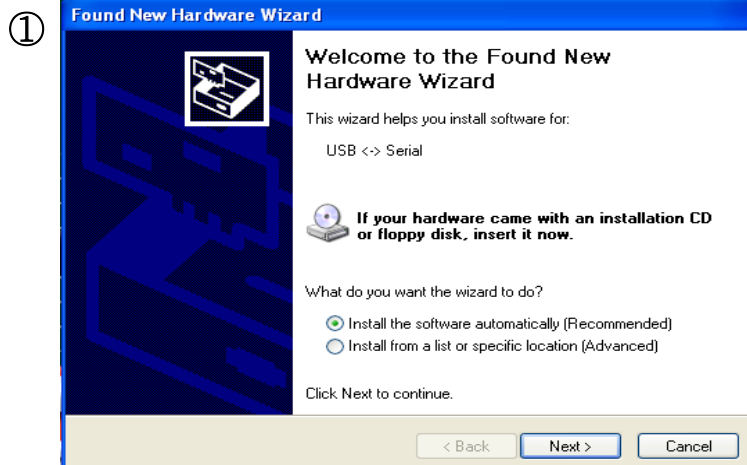 ①
Found New Hardware Wizard
Welcome to the Found New
Hardware Wizard
This wizard helps you install software for:
USB <-> Serial
If your hardware came with an installation CD
or floppy disk, insert it now.
What do you want the wizard to do?
Install the software automatically (Recommended)
Install from a list or specific location (Advanced)
Click Next to continue.
< Back Next > Cancel